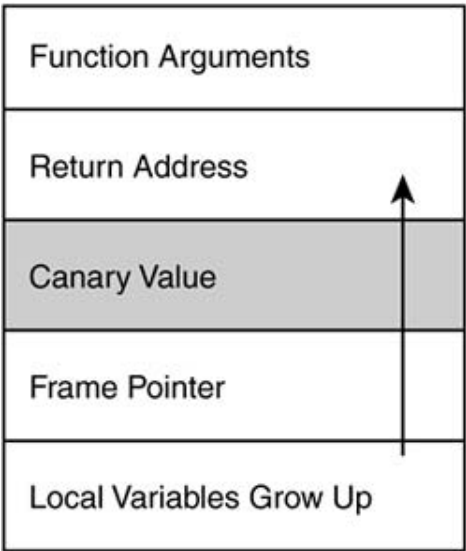 Function Arguments
Return Address
Canary Value
Frame Pointer
Local Variables Grow Up